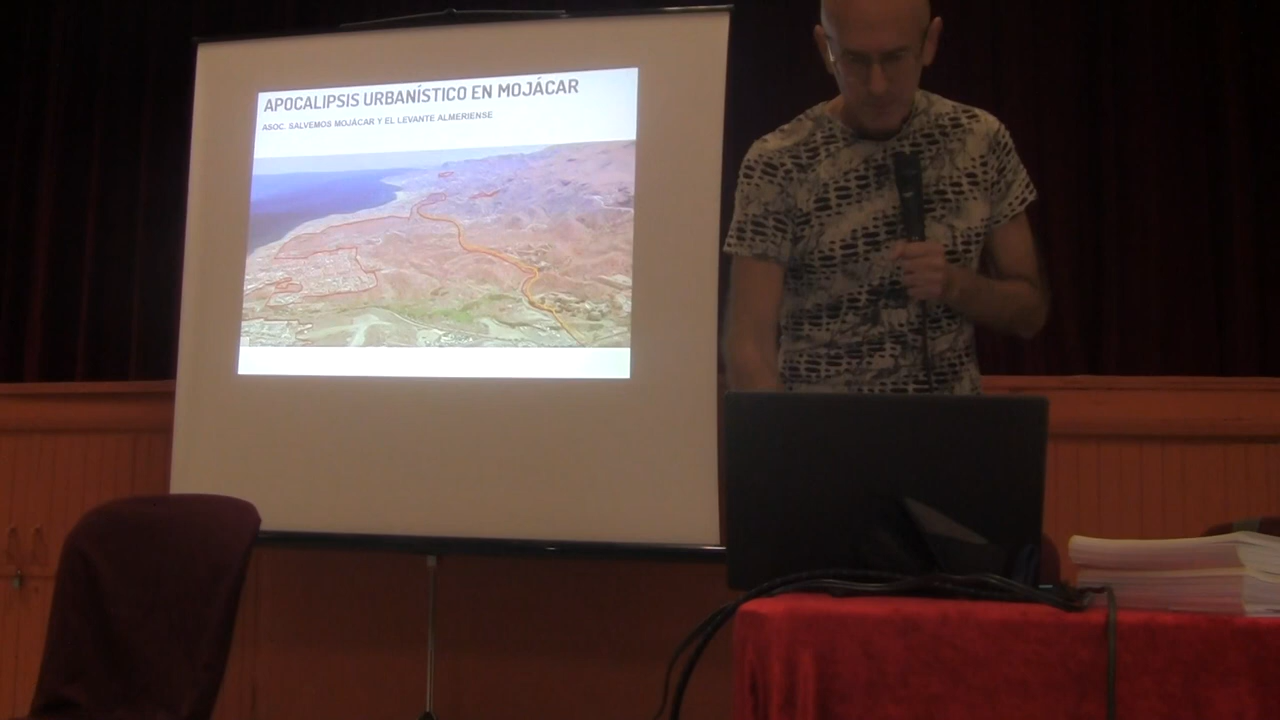 APOCALIPSIS URBANÍSTICO EN MOJÁCAR
ASOC. SALVEMOS MOJÁCAR Y EL LEVANTE ALMERIENSE